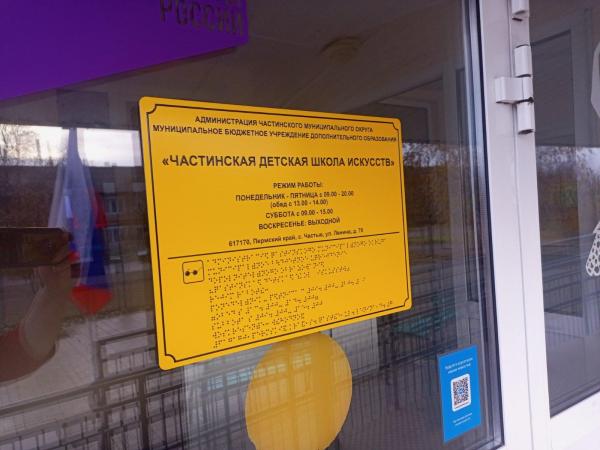 РОССИИ
АДМИНИСТРАЦИЯ ЧАСТИНСКОГО МУНИЦИПАЛЬНОГО ОКРУГА
МУНИЦИПАЛЬНОЕ БЮДЖЕТНОЕ УЧРЕЖДЕНИЕ ДОПОЛНИТЕЛЬНОГО ОБРАЗОВАНИЯ
«ЧАСТИНСКАЯ ДЕТСКАЯ ШКОЛА ИСКУССТВ»
РЕЖИМ РАБОТЫ:
ПОНЕДЕЛЬНИК - ПЯТНИЦА с 09.00 - 20.00
(обед с 13.00 - 14.00)
СУББОТА с 09.00 - 15.00
ВОСКРЕСЕНЬЕ: ВЫХОДНОЙ
617170, Пермский край, с. Частые, ул. Ленина, д. 70